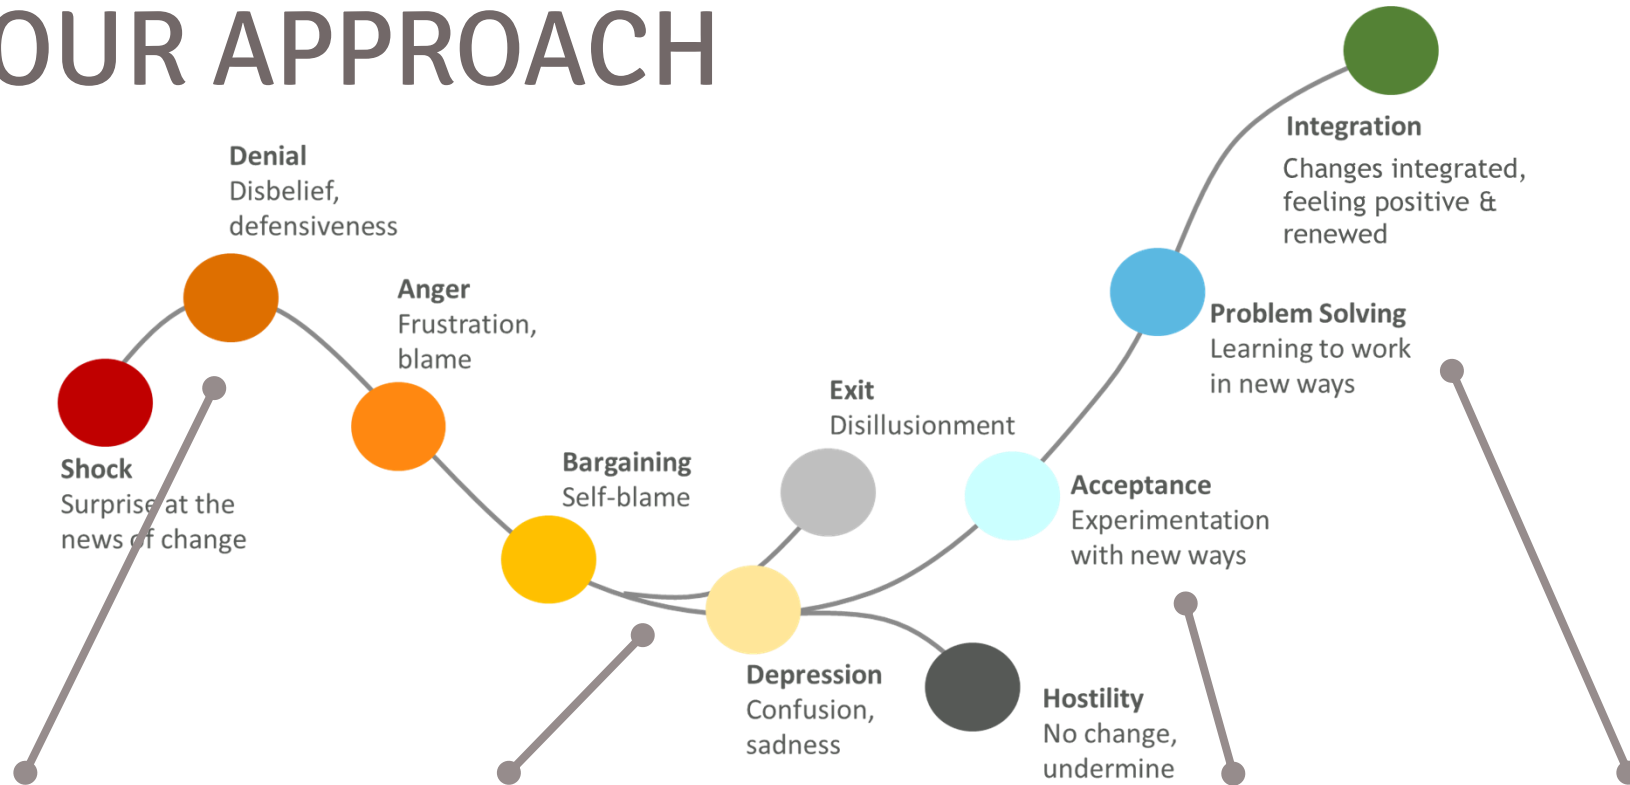 OUR APPROACH
Denial
Disbelief,
defensiveness
Anger
Frustration,
blame
Shock
Surprise at the
news of change
Bargaining
Self-blame
Exit
Disillusionment
Depression
Confusion,
sadness
Hostility
No change,
undermine
Acceptance
Experimentation
with new ways
Problem Solving
Learning to work
in new ways
Integration
Changes integrated,
feeling positive &
renewed